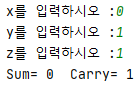 x를 입력하시오 :0
y를 입력하시오 :1
z를 입력하시오 :1
Sum= 0  Carry= 1